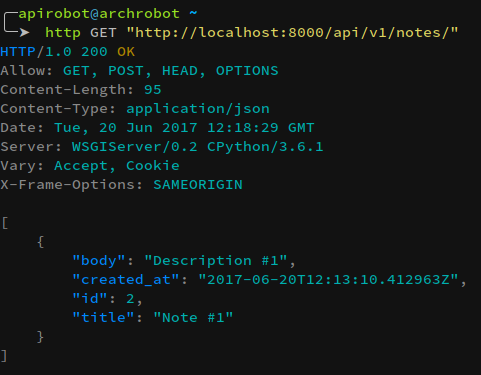 apirobot@archrobot ~
➤ http GET "http://localhost:8000/api/v1/notes/"
HTTP/1.0 200 OK
Allow: GET, POST, HEAD, OPTIONS
Content-Length: 95
Content-Type: application/json
Date: Tue, 20 Jun 2017 12:18:29 GMT
Server: WSGIServer/0.2 CPython/3.6.1
Vary: Accept, Cookie
X-Frame-Options: SAMEORIGIN

[
    {
        "body": "Description #1",
        "created_at": "2017-06-20T12:13:10.412963Z",
        "id": 2,
        "title": "Note #1"
    }
]